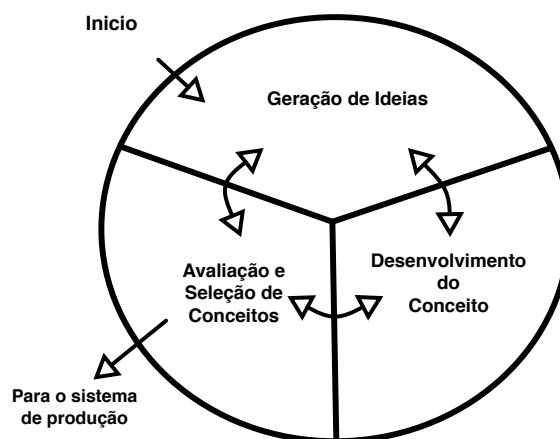 Inicio
Geração de Ideias
Avaliação e
Seleção de
Conceitos
Desenvolvimento
do
Conceito
Para o sistema
de produção